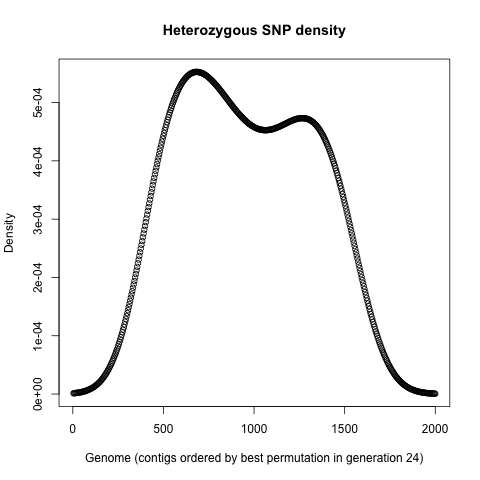 Heterozygous SNP density
Density
5e-04
4e-04
3e-04
2e-04
1e-04
0e+00
0 500 1000 1500 2000
Genome (contigs ordered by best permutation in generation 24)